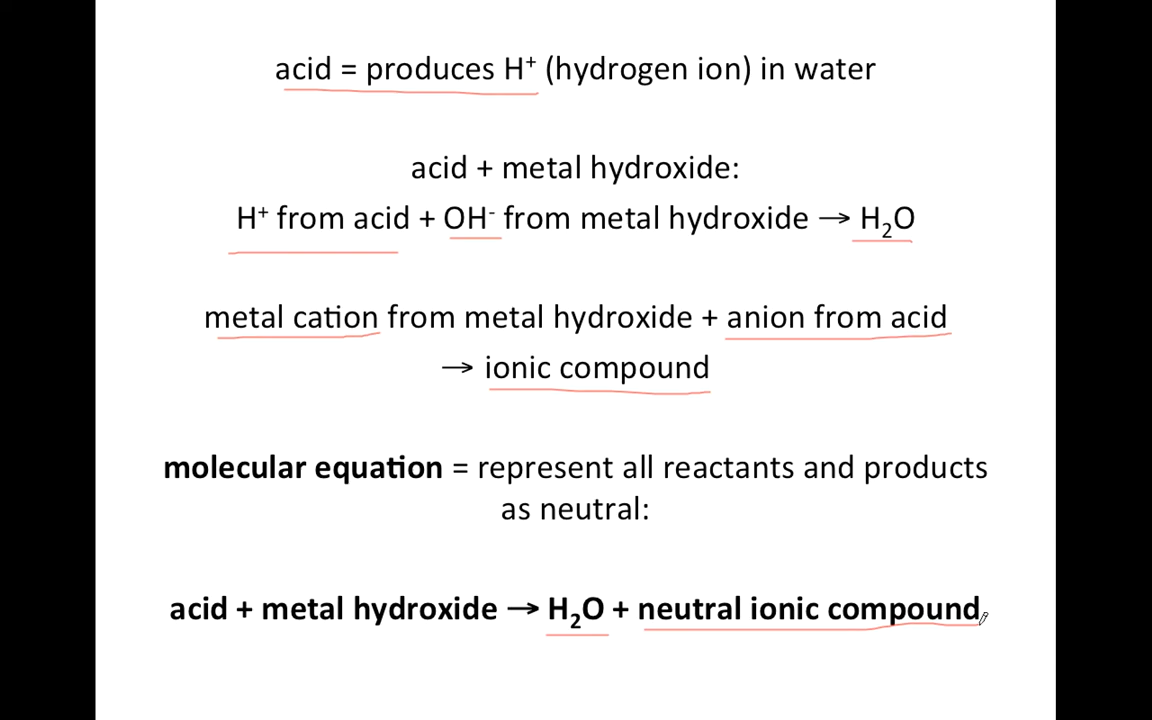 acid = produces H⁺ (hydrogen ion) in water
acid + metal hydroxide:
H⁺ from acid + OH⁻ from metal hydroxide → H₂O
metal cation from metal hydroxide + anion from acid
→ ionic compound
molecular equation = represent all reactants and products
as neutral:
acid + metal hydroxide → H₂O + neutral ionic compound